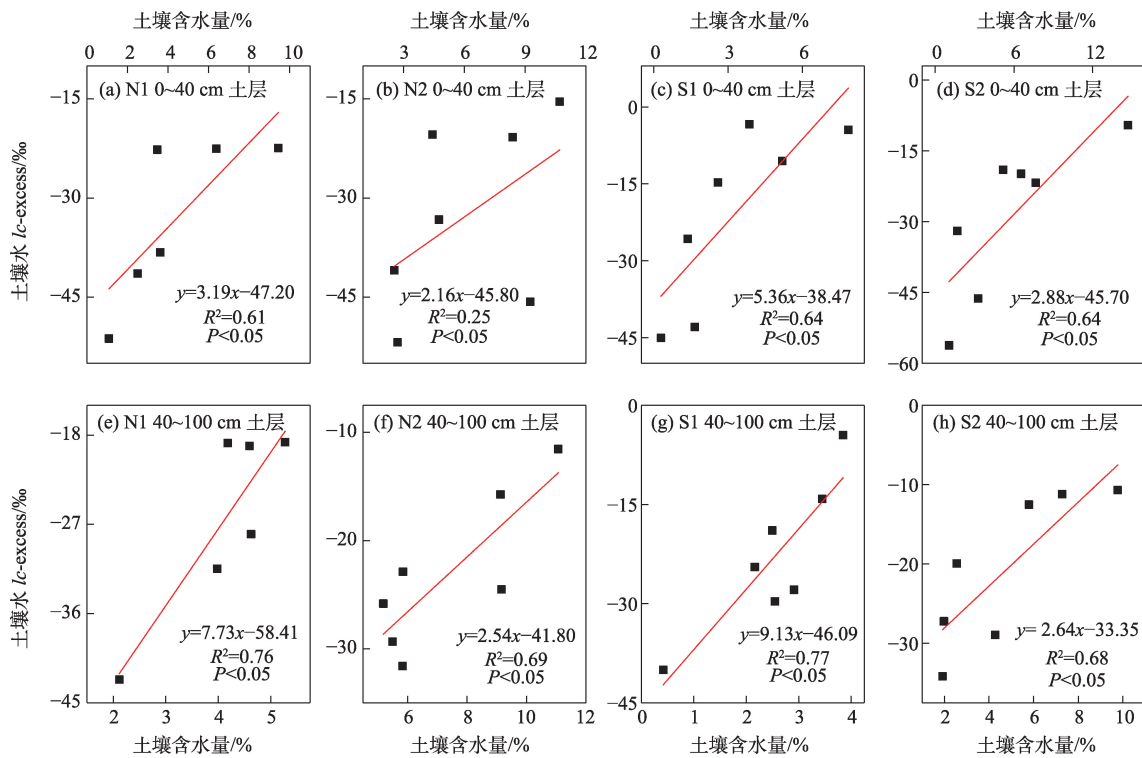 土壤含水量/% 土壤含水量/% 土壤含水量/% 土壤含水量/%
0 2 4 6 8 10 3 6 9 12 0 3 6 0 6 12
土壤水 lc-excess/‰
(a) N1 0~40 cm 土层
−15
−30
−45
y=3.19x−47.20
R²=0.61
P<0.05
(b) N2 0~40 cm 土层
−15
−30
−45
y=2.16x−45.80
R²=0.25
P<0.05
(c) S1 0~40 cm 土层
0
−15
−30
−45
y=5.36x−38.47
R²=0.64
P<0.05
(d) S2 0~40 cm 土层
0
−15
−30
−45
−60
y=2.88x−45.70
R²=0.64
P<0.05
土壤水 lc-excess/‰
(e) N1 40~100 cm 土层
−18
−27
−36
−45
y=7.73x−58.41
R²=0.76
P<0.05
(f) N2 40~100 cm 土层
−10
−20
−30
y=2.54x−41.80
R²=0.69
P<0.05
(g) S1 40~100 cm 土层
0
−15
−30
−45
y=9.13x−46.09
R²=0.77
P<0.05
(h) S2 40~100 cm 土层
0
−10
−20
−30
y= 2.64x−33.35
R²=0.68
P<0.05
2 3 4 5 6 8 10 12 0 1 2 3 4 2 4 6 8 10
土壤含水量/% 土壤含水量/% 土壤含水量/% 土壤含水量/%